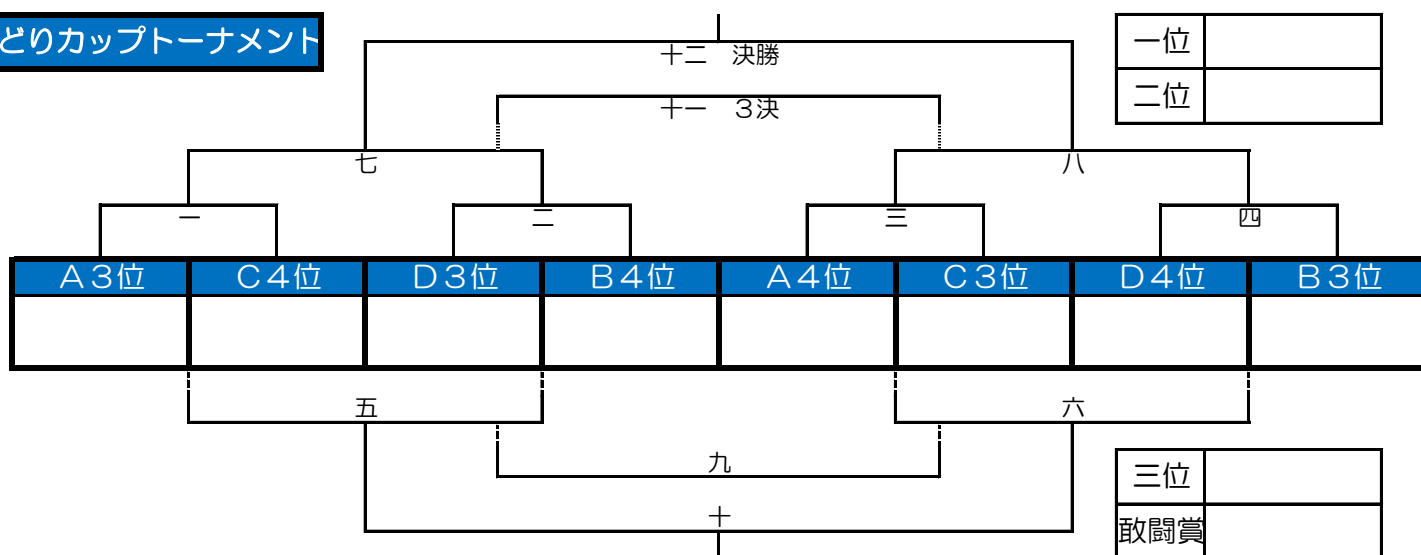 どりカップトーナメント
十二 決勝
一位
二位
十一 ３決
七
八
一
二
三
四
Ａ３位
Ｃ４位
Ｄ３位
Ｂ４位
Ａ４位
Ｃ３位
Ｄ４位
Ｂ３位
五
六
九
十
三位
敢闘賞